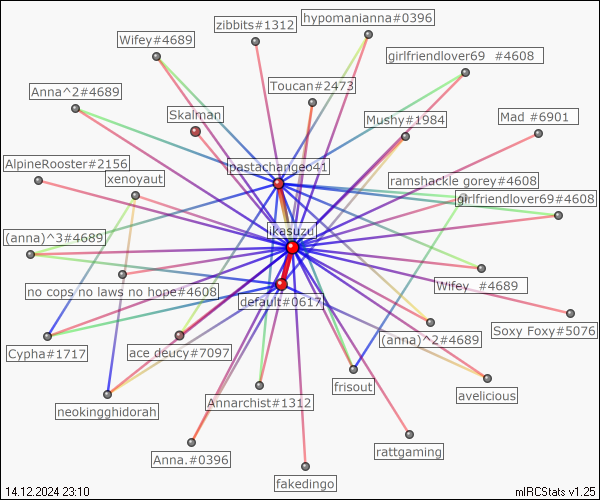 hypomanianna#0396
zibbits#1312
Wifey#4689
girlfriendlover69 #4608
Toucan#2473
Anna^2#4689
Skalman
Mushy#1984
Mad #6901
AlpineRooster#2156
pastachangeo41
xenoyaut
ramshackle gorey#4608
girlfriendlover69#4608
ikasuzu
(anna)^3#4689
no cops no laws no hope#4608
Wifey #4689
default#0617
Soxy Foxy#5076
(anna)^2#4689
Cypha#1717
ace deucy#7097
frisout
avelicious
Annarchist#1312
neokingghidorah
rattgaming
Anna.#0396
fakedingo
14.12.2024 23:10
mIRCStats v1.25